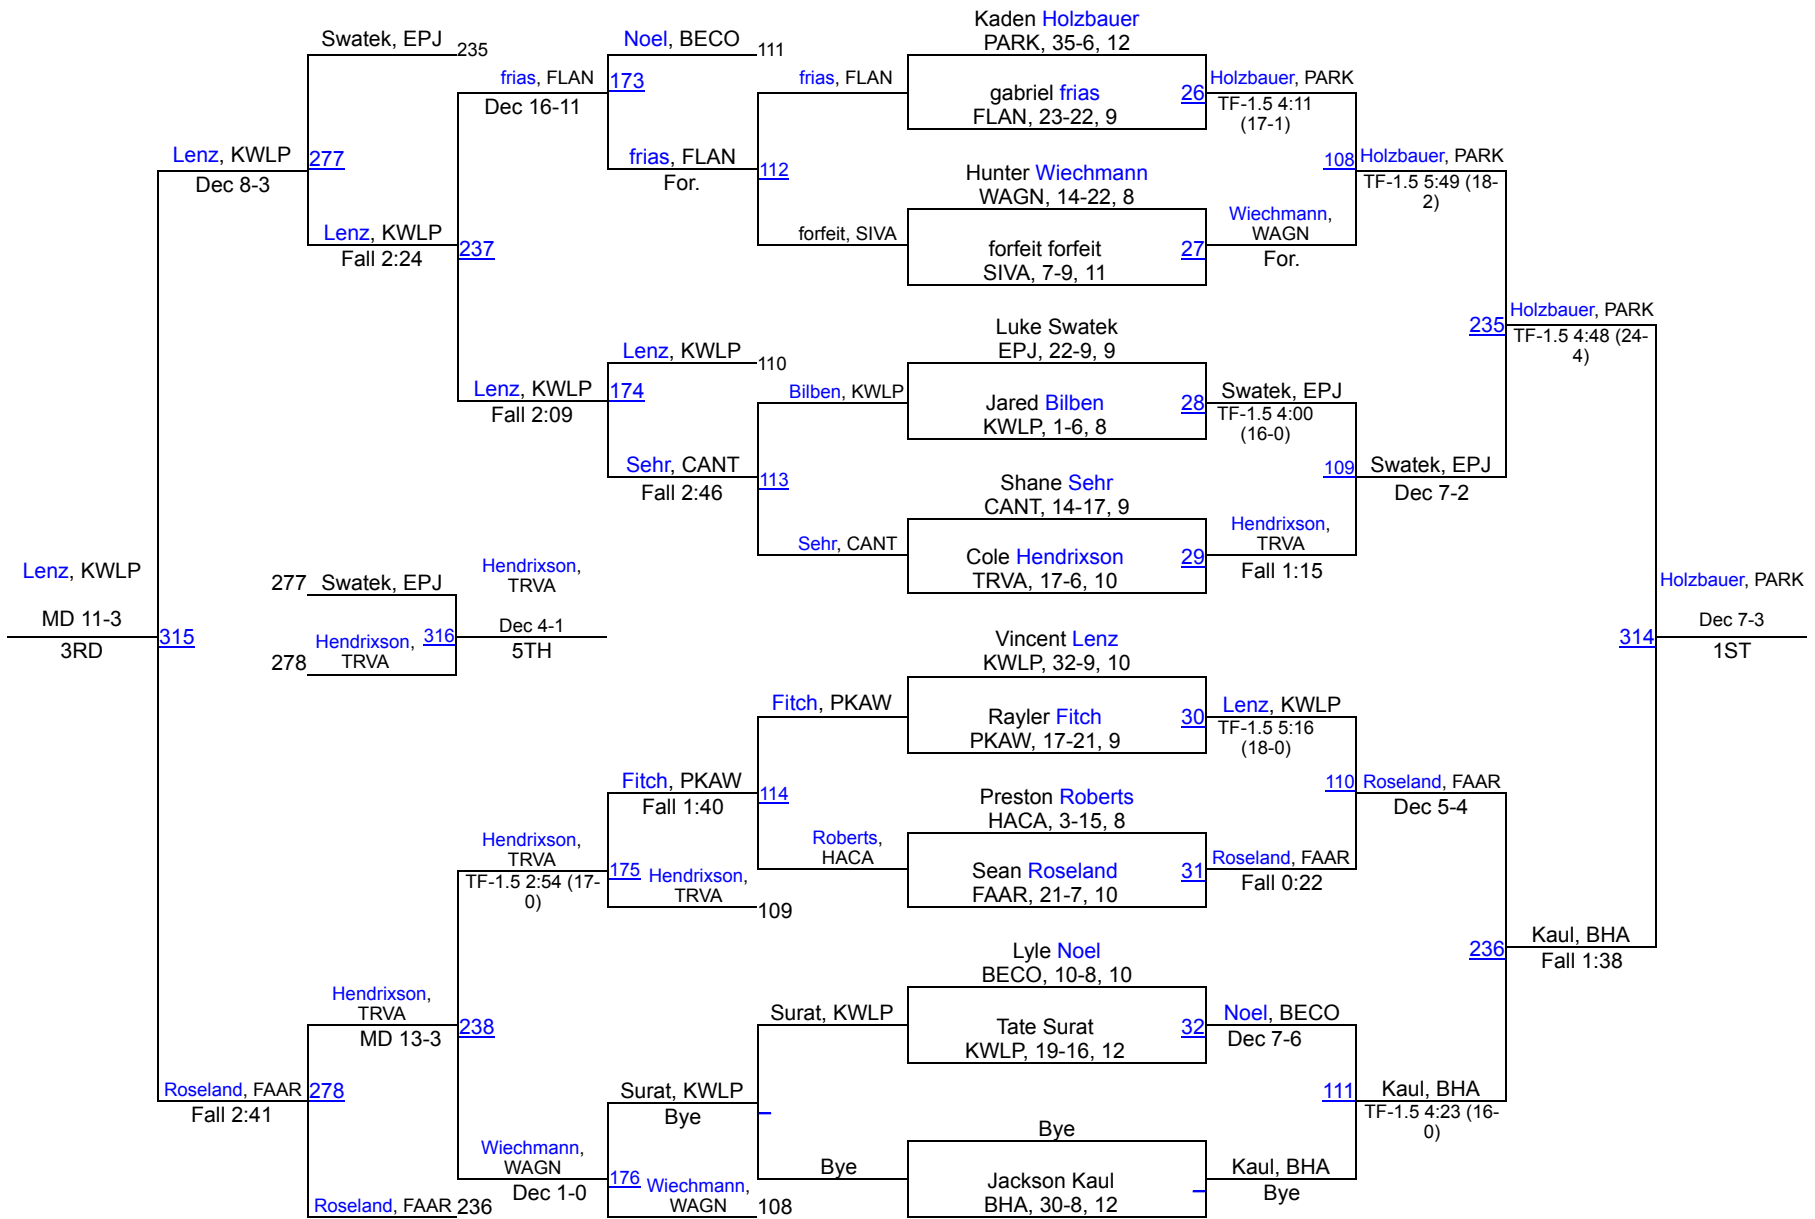 Kaden Holzbauer
PARK, 35-6, 12
gabriel frias
FLAN, 23-22, 9
26
Hunter Wiechmann
WAGN, 14-22, 8
forfeit forfeit
SIVA, 7-9, 11
27
Luke Swatek
EPJ, 22-9, 9
Jared Bilben
KWLP, 1-6, 8
28
Shane Sehr
CANT, 14-17, 9
Cole Hendrixson
TRVA, 17-6, 10
29
Vincent Lenz
KWLP, 32-9, 10
Rayler Fitch
PKAW, 17-21, 9
30
Preston Roberts
HACA, 3-15, 8
Sean Roseland
FAAR, 21-7, 10
31
Lyle Noel
BECO, 10-8, 10
Tate Surat
KWLP, 19-16, 12
32
Bye
Jackson Kaul
BHA, 30-8, 12
Holzbauer, PARK
TF-1.5 4:11
(17-1)
108
Wiechmann,
WAGN
For.
Swatek, EPJ
TF-1.5 4:00
(16-0)
109
Hendrixson,
TRVA
Fall 1:15
Lenz, KWLP
TF-1.5 5:16
(18-0)
110
Roseland, FAAR
Fall 0:22
Noel, BECO
Dec 7-6
111
Kaul, BHA
Bye
Holzbauer, PARK
TF-1.5 5:49 (18-
2)
235
Swatek, EPJ
Dec 7-2
Roseland, FAAR
Dec 5-4
236
Kaul, BHA
TF-1.5 4:23 (16-
0)
Holzbauer, PARK
TF-1.5 4:48 (24-
4)
314
Kaul, BHA
Fall 1:38
Holzbauer, PARK
Dec 7-3
1ST
frias, FLAN
112
forfeit, SIVA
Bilben, KWLP
113
Sehr, CANT
Fitch, PKAW
114
Roberts,
HACA
Surat, KWLP
Bye
Noel, BECO
111
173
frias, FLAN
For.
Lenz, KWLP
110
174
Sehr, CANT
Fall 2:46
Fitch, PKAW
Fall 1:40
175
Hendrixson,
TRVA
109
Surat, KWLP
Bye
176
Wiechmann,
WAGN
108
frias, FLAN
Dec 16-11
237
Lenz, KWLP
Fall 2:09
Hendrixson,
TRVA
TF-1.5 2:54 (17-
0)
238
Wiechmann,
WAGN
Dec 1-0
Swatek, EPJ
235
277
Lenz, KWLP
Fall 2:24
Hendrixson,
TRVA
MD 13-3
278
Roseland, FAAR
236
Lenz, KWLP
Dec 8-3
315
Roseland, FAAR
Fall 2:41
Lenz, KWLP
MD 11-3
3RD
277
Swatek, EPJ
316
278
Hendrixson,
TRVA
Hendrixson,
TRVA
Dec 4-1
5TH